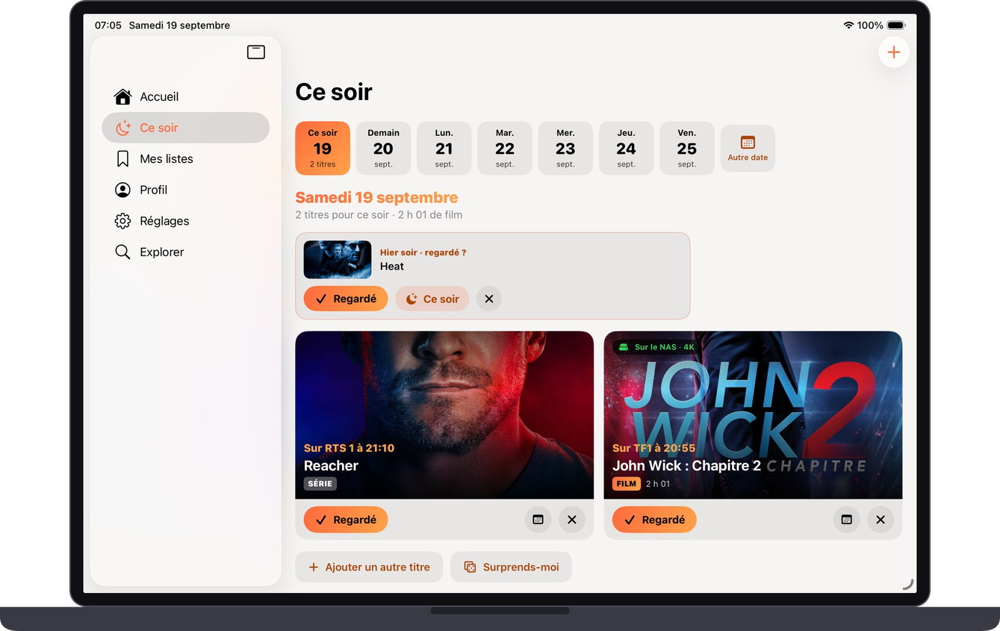 07:05 Samedi 19 septembre
100%
Accueil
Ce soir
Mes listes
Profil
Réglages
Explorer
Ce soir
Ce soir
19
2 titres
Demain
20
sept.
Lun.
21
sept.
Mar.
22
sept.
Mer.
23
sept.
Jeu.
24
sept.
Ven.
25
sept.
Autre date
Samedi 19 septembre
2 titres pour ce soir · 2 h 01 de film
Hier soir · regardé ?
Heat
Regardé
Ce soir
Sur RTS 1 à 21:10
Reacher
SÉRIE
Regardé
Sur le NAS · 4K
JOHN
WICK 2
CHAPITRE
Sur TF1 à 20:55
John Wick : Chapitre 2
FILM 2 h 01
Regardé
Ajouter un autre titre
Surprends-moi